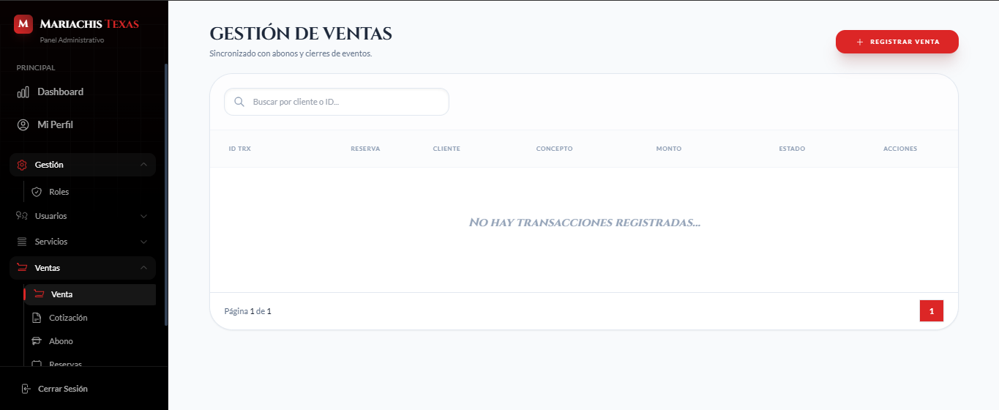 M MARIACHIS TEXAS
Panel Administrativo
PRINCIPAL
Dashboard
Mi Perfil
Gestión
Roles
Usuarios
Servicios
Ventas
Venta
Cotización
Abono
Reservas
Cerrar Sesión
GESTIÓN DE VENTAS
Sincronizado con abonos y cierres de eventos.
+ REGISTRAR VENTA
Buscar por cliente o ID...
ID TRX RESERVA CLIENTE CONCEPTO MONTO ESTADO ACCIONES
NO HAY TRANSACCIONES REGISTRADAS...
Página 1 de 1
1